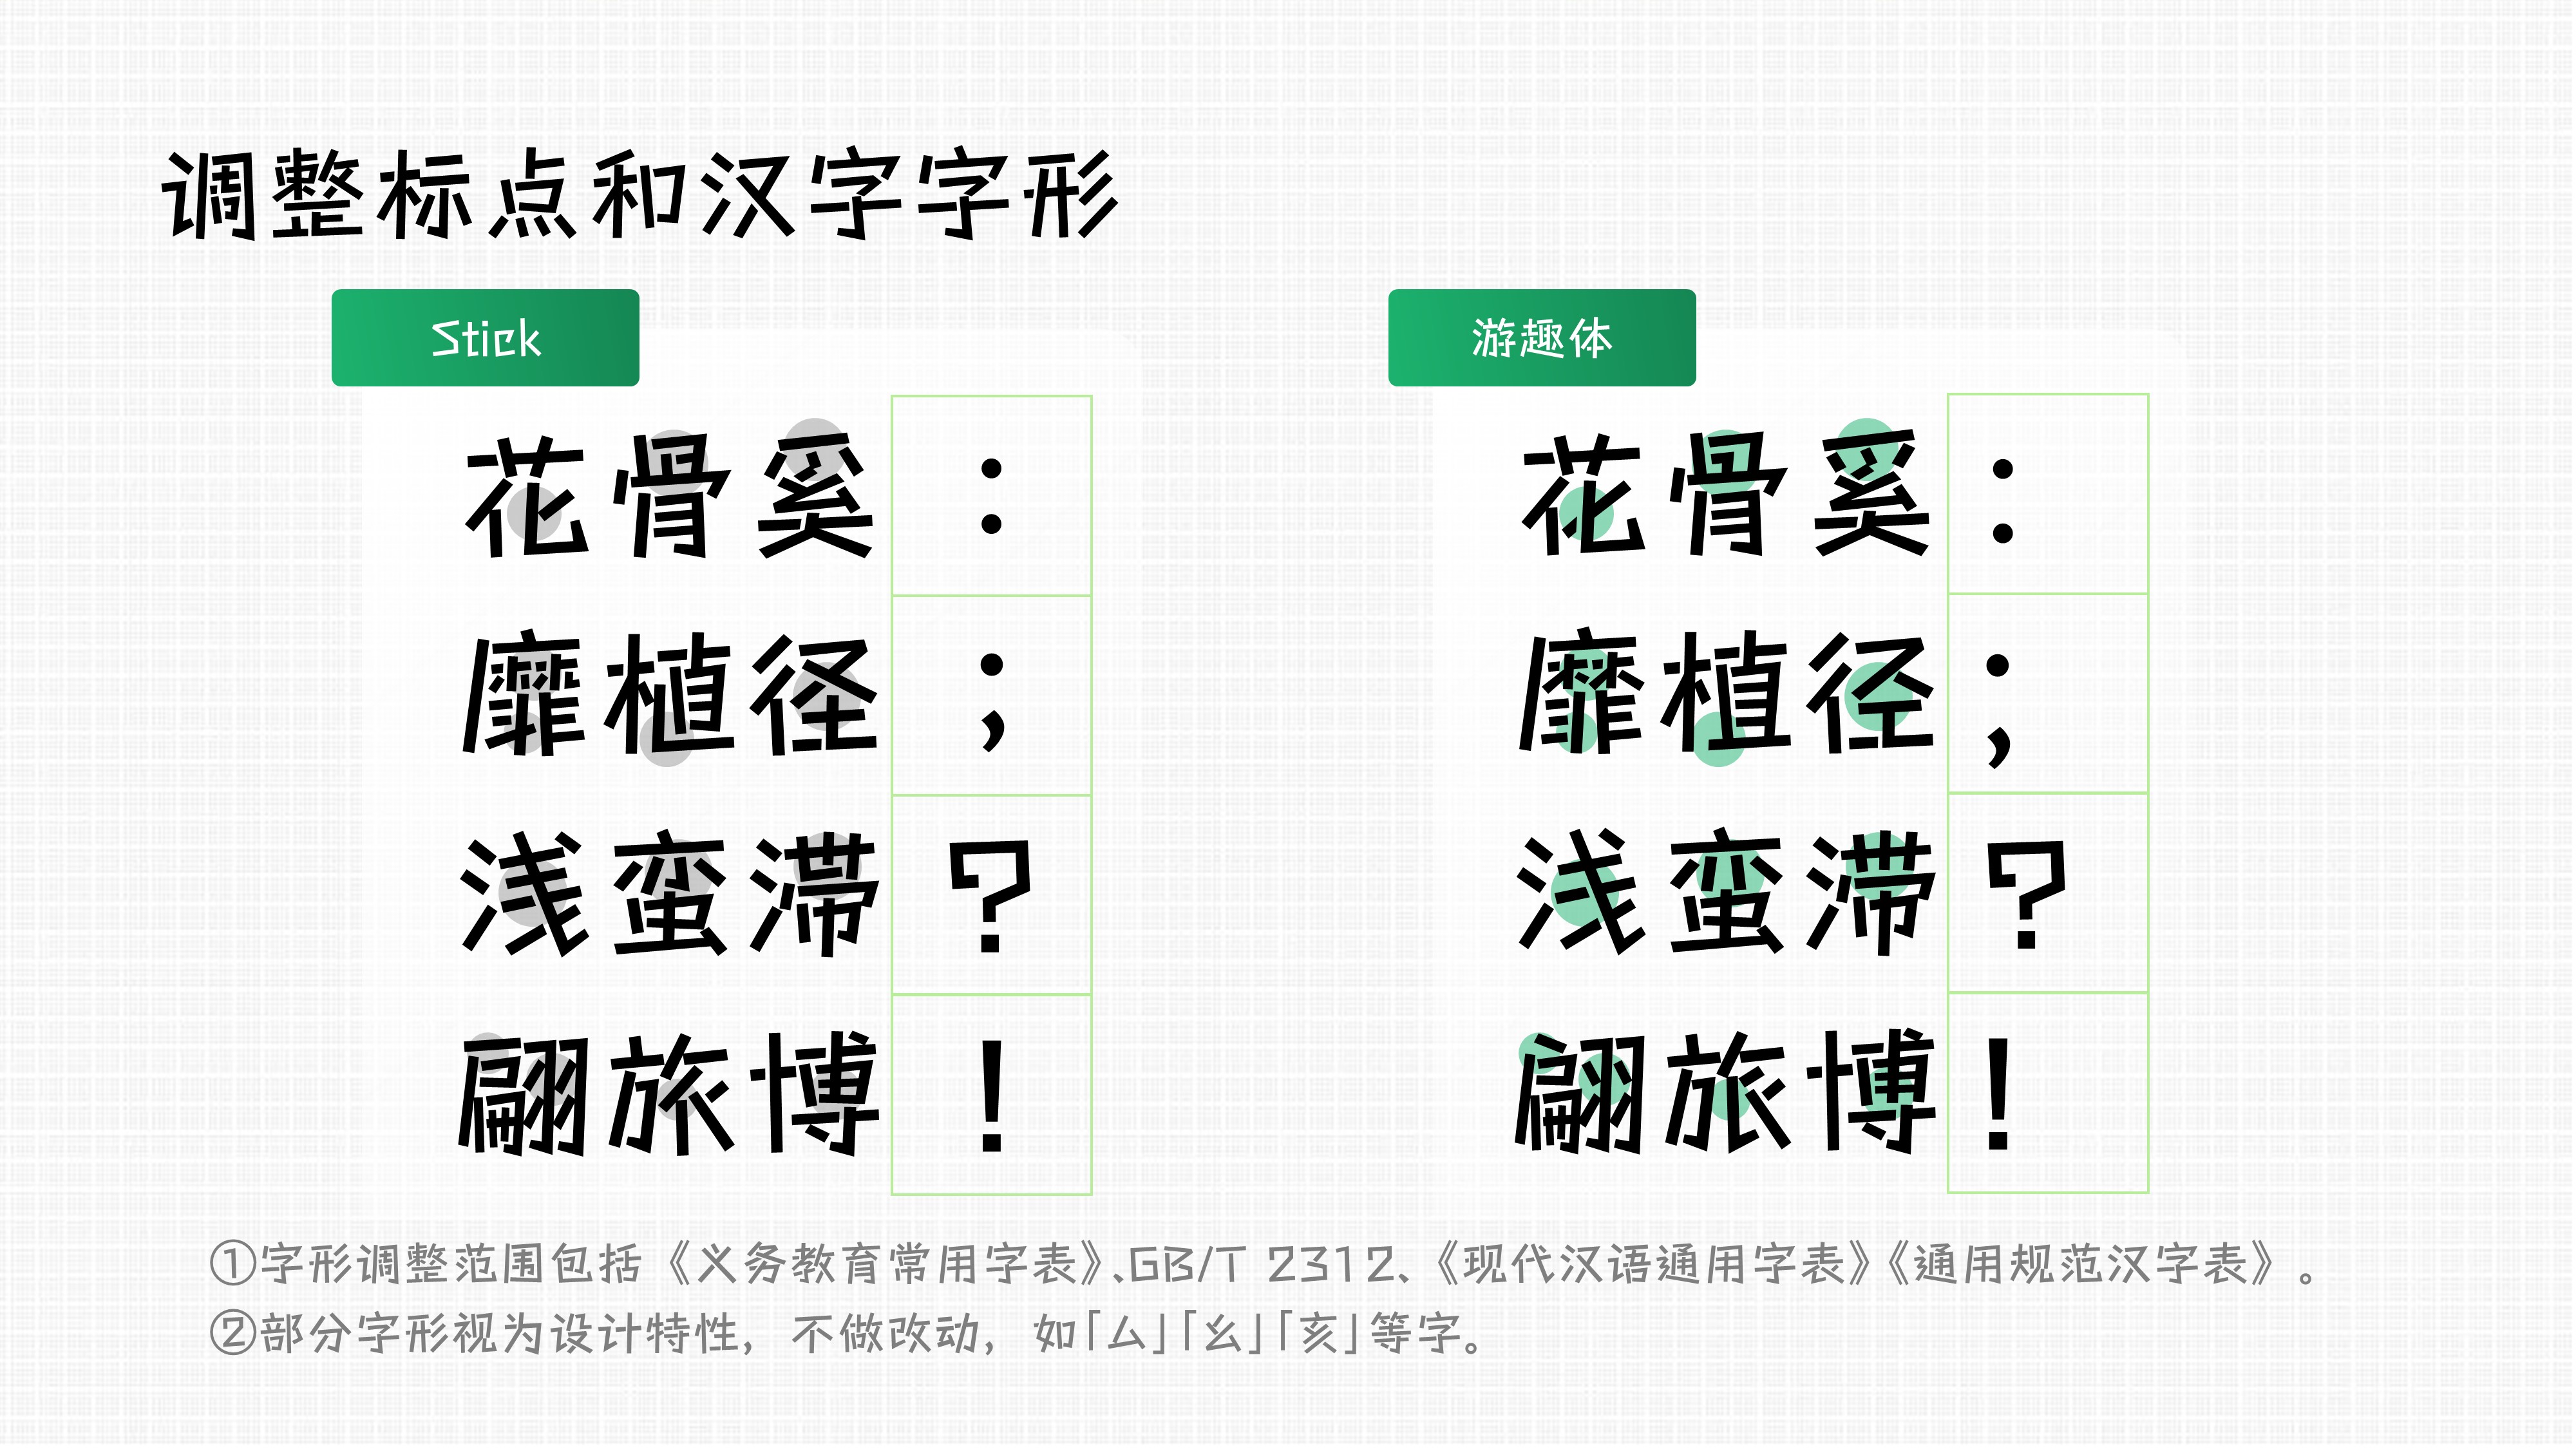 调整标点和汉字字形
Stick
花骨奚：
靡植径；
浅蛮滞？
翩旅博！
游趣体
花骨奚：
靡植径；
浅蛮滞？
翩旅博！
①字形调整范围包括《义务教育常用字表》、GB/T 2312、《现代汉语通用字表》《通用规范汉字表》。
②部分字形视为设计特性，不做改动，如「厶」「幺」「亥」等字。